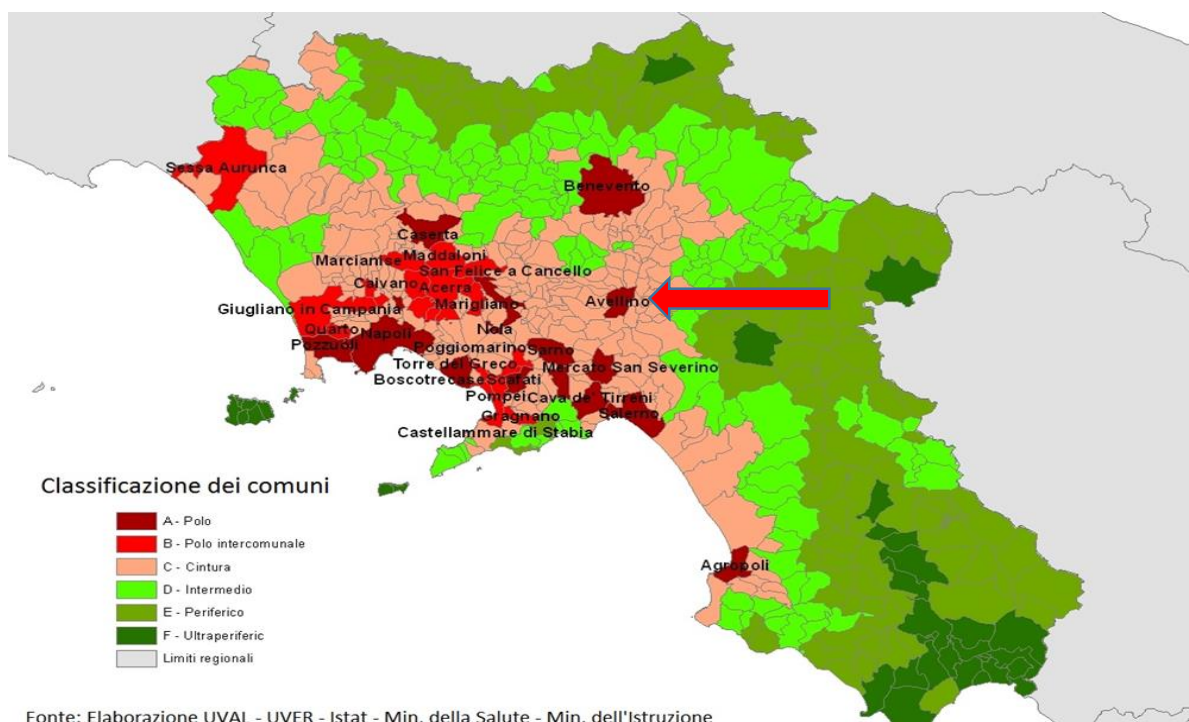 Sessa Aurunca
Benevento
Caserta
Maddaloni
Marcianise
San Felice a Cancello
Caivano
Acerra
Avellino
Marigliano
Giugliano in Campania
Nola
Quarto
Napoli
Pozzuoli
Poggiomarino
Sarno
Torre del Greco
Mercato San Severino
Boscotrecase
Scafati
Pompei
Cava de' Tirreni
Salerno
Gragnano
Castellammare di Stabia
Agropoli
Classificazione dei comuni
A - Polo
B - Polo intercomunale
C - Cintura
D - Intermedio
E - Periferico
F - Ultraperiferic
Limiti regionali
Fonte: Elaborazione UVAL - UVER - Istat - Min. della Salute - Min. dell'Istruzione